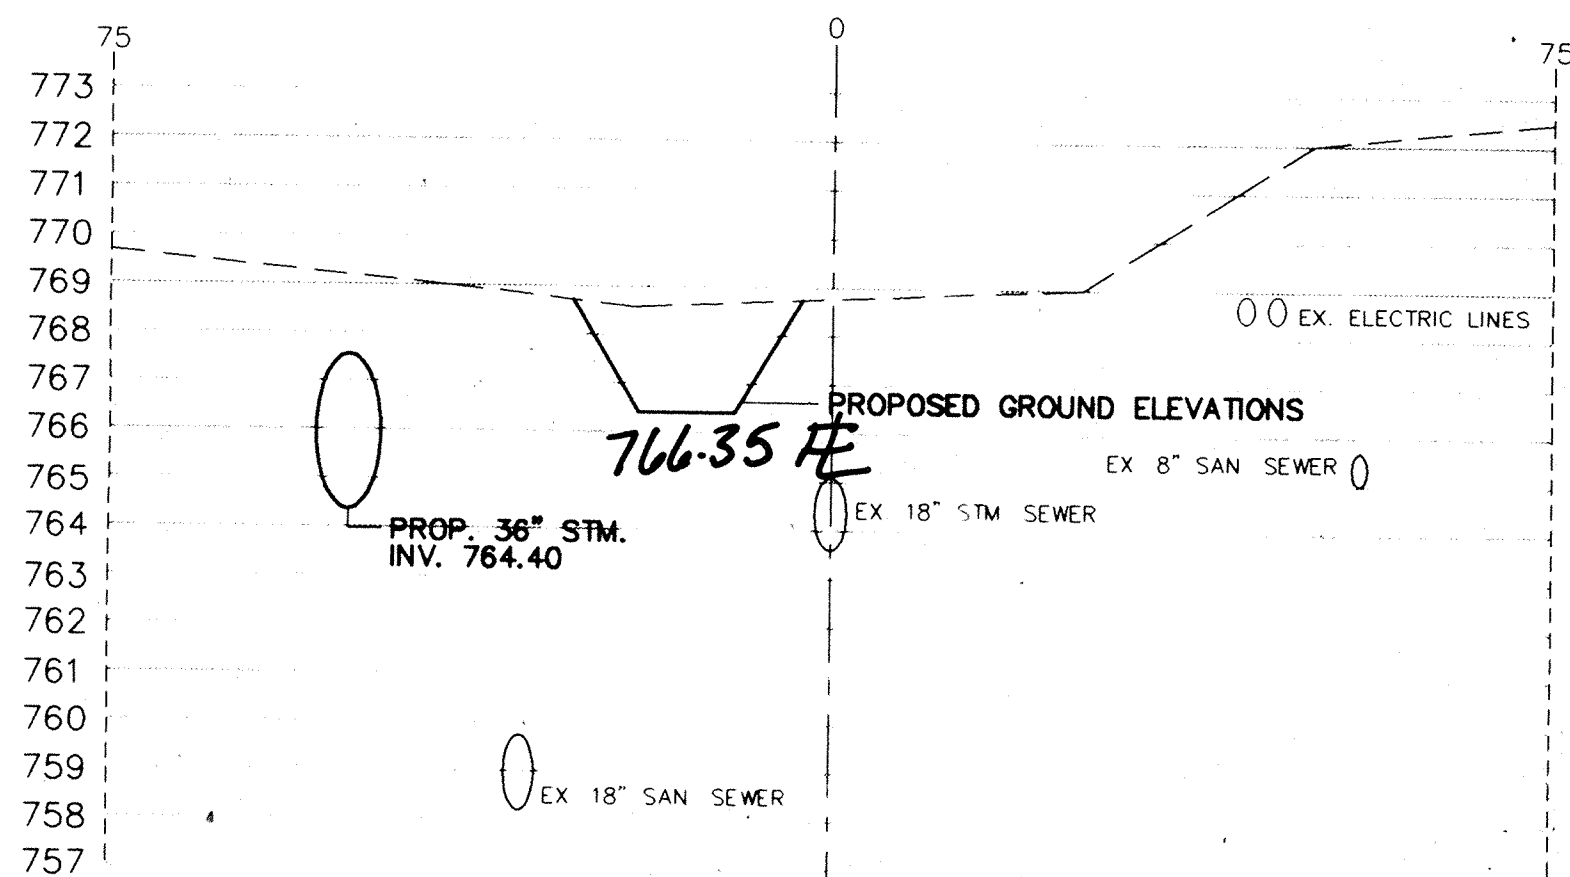 75
0
75
773
772
771
770
769
768
767
766
765
764
763
762
761
760
759
758
757
EX. ELECTRIC LINES
PROPOSED GROUND ELEVATIONS
766.35 FL
EX 8" SAN SEWER
EX 18" STM SEWER
PROP. 36" STM.
INV. 764.40
EX 18" SAN SEWER